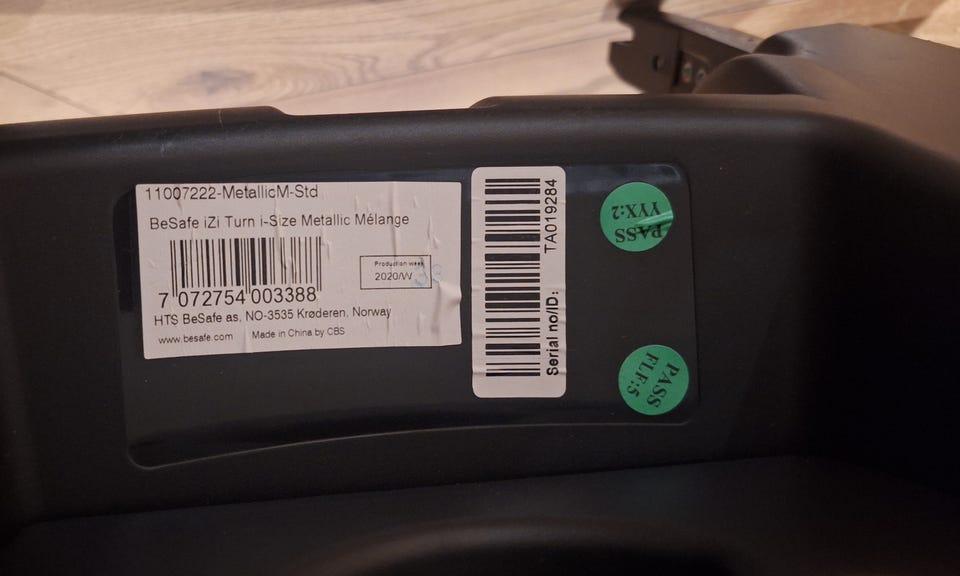 11007222-MetallicM-Std
BeSafe iZi Turn i-Size Metallic Mélange
Production week
2020/W 38
7 072754 003388
HTS BeSafe as, NO-3535 Krøderen, Norway
www.besafe.com Made in China by CBS
Serial no/ID: TA019284
PASS
YYX:2
PASS
FLF:5